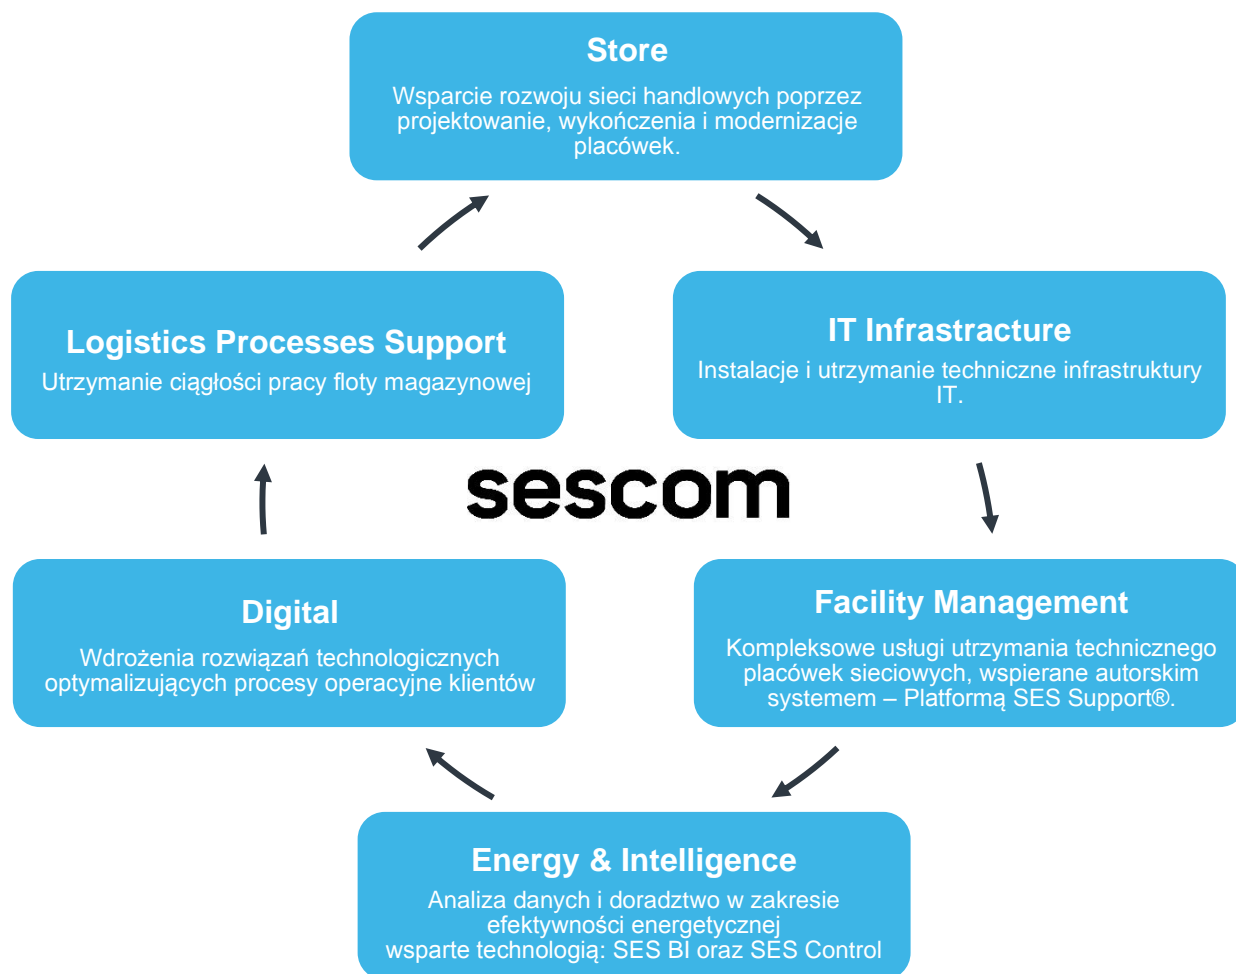 Store
Wsparcie rozwoju sieci handlowych poprzez
projektowanie, wykończenia i modernizacje
placówek.
Logistics Processes Support
Utrzymanie ciągłości pracy floty magazynowej
IT Infrastracture
Instalacje i utrzymanie techniczne infrastruktury
IT.
sescom
Digital
Wdrożenia rozwiązań technologicznych
optymalizujących procesy operacyjne klientów
Facility Management
Kompleksowe usługi utrzymania technicznego
placówek sieciowych, wspierane autorskim
systemem – Platformą SES Support®.
Energy & Intelligence
Analiza danych i doradztwo w zakresie
efektywności energetycznej
wsparte technologią: SES BI oraz SES Control